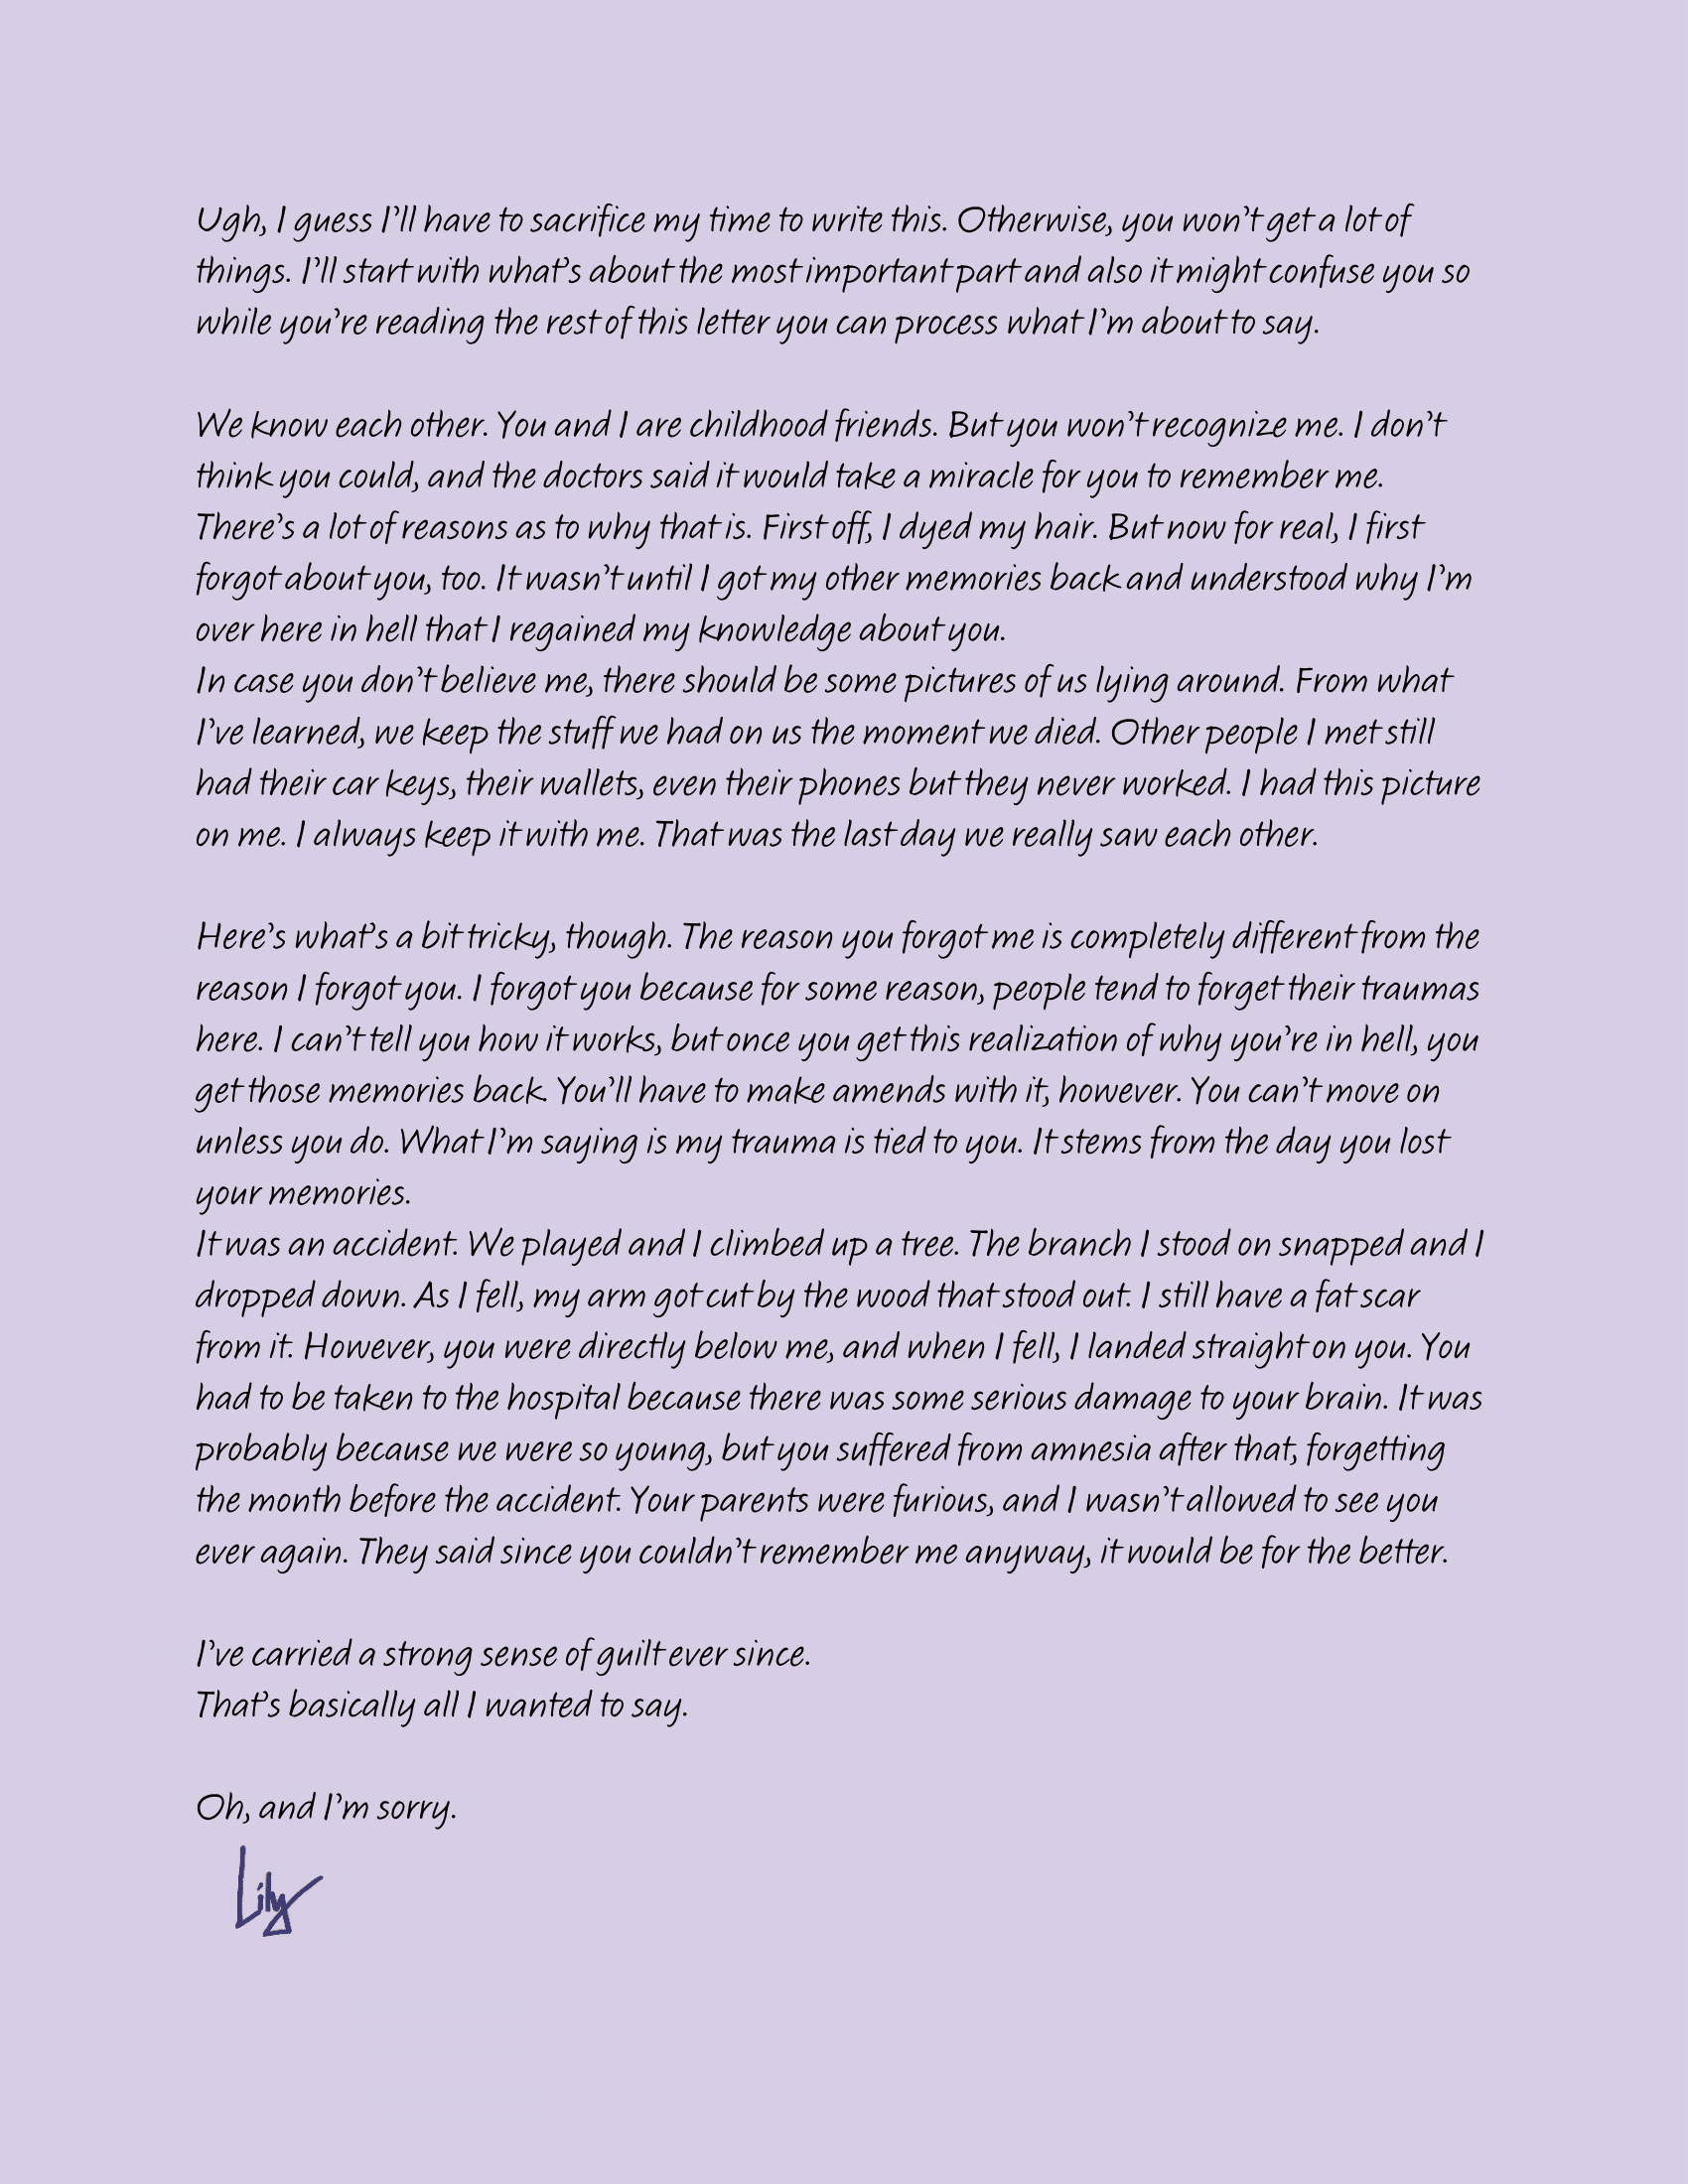 Ugh, I guess I'll have to sacrifice my time to write this. Otherwise, you won't get a lot of
things. I'll start with what's about the most important part and also it might confuse you so
while you're reading the rest of this letter you can process what I'm about to say.
We know each other. You and I are childhood friends. But you won't recognize me. I don't
think you could, and the doctors said it would take a miracle for you to remember me.
There's a lot of reasons as to why that is. First off, I dyed my hair. But now for real, I first
forgot about you, too. It wasn't until I got my other memories back and understood why I'm
over here in hell that I regained my knowledge about you.
In case you don't believe me, there should be some pictures of us lying around. From what
I've learned, we keep the stuff we had on us the moment we died. Other people I met still
had their car keys, their wallets, even their phones but they never worked. I had this picture
on me. I always keep it with me. That was the last day we really saw each other.
Here's what's a bit tricky, though. The reason you forgot me is completely different from the
reason I forgot you. I forgot you because for some reason, people tend to forget their traumas
here. I can't tell you how it works, but once you get this realization of why you're in hell, you
get those memories back. You'll have to make amends with it, however. You can't move on
unless you do. What I'm saying is my trauma is tied to you. It stems from the day you lost
your memories.
It was an accident. We played and I climbed up a tree. The branch I stood on snapped and I
dropped down. As I fell, my arm got cut by the wood that stood out. I still have a fat scar
from it. However, you were directly below me, and when I fell, I landed straight on you. You
had to be taken to the hospital because there was some serious damage to your brain. It was
probably because we were so young, but you suffered from amnesia after that, forgetting
the month before the accident. Your parents were furious, and I wasn't allowed to see you
ever again. They said since you couldn't remember me anyway, it would be for the better.
I've carried a strong sense of guilt ever since.
That's basically all I wanted to say.
Oh, and I'm sorry.
Lily